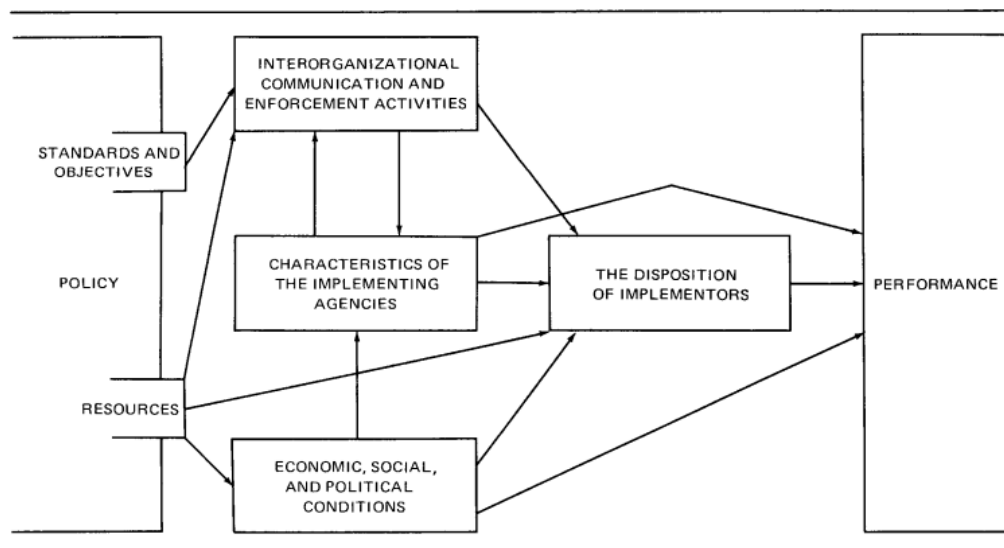 INTERORGANIZATIONAL
COMMUNICATION AND
ENFORCEMENT ACTIVITIES
STANDARDS AND
OBJECTIVES
POLICY
CHARACTERISTICS OF
THE IMPLEMENTING
AGENCIES
THE DISPOSITION
OF IMPLEMENTORS
PERFORMANCE
RESOURCES
ECONOMIC, SOCIAL,
AND POLITICAL
CONDITIONS